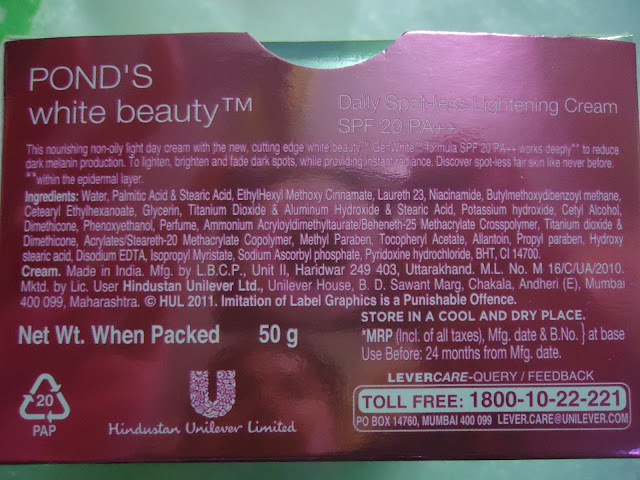 POND'S
white beauty™
Daily Spot-less Lightening Cream
SPF 20 PA++
This nourishing non-oily light day cream with the new, cutting edge white beauty™ GenWhite™ formula SPF 20 PA++ works deeply** to reduce
dark melanin production. To lighten, brighten and fade dark spots, while providing instant radiance. Discover spot-less fair skin like never before.
**within the epidermal layer.
Ingredients: Water, Palmitic Acid & Stearic Acid, EthylHexyl Methoxy Cinnamate, Laureth 23, Niacinamide, Butylmethoxydibenzoyl methane,
Cetearyl Ethylhexanoate, Glycerin, Titanium Dioxide & Aluminum Hydroxide & Stearic Acid, Potassium hydroxide, Cetyl Alcohol,
Dimethicone, Phenoxyethanol, Perfume, Ammonium Acryloyldimethyltaurate/Beheneth-25 Methacrylate Crosspolymer, Titanium dioxide &
Dimethicone, Acrylates/Steareth-20 Methacrylate Copolymer, Methyl Paraben, Tocopheryl Acetate, Allantoin, Propyl paraben, Hydroxy
stearic acid, Disodium EDTA, Isopropyl Myristate, Sodium Ascorbyl phosphate, Pyridoxine hydrochloride, BHT, CI 14700.
Cream. Made in India. Mfg. by L.B.C.P., Unit II, Haridwar 249 403, Uttarakhand. M.L. No. M 16/C/UA/2010.
Mktd. by Lic. User Hindustan Unilever Ltd., Unilever House, B. D. Sawant Marg, Chakala, Andheri (E), Mumbai
400 099, Maharashtra. © HUL 2011. Imitation of Label Graphics is a Punishable Offence.
STORE IN A COOL AND DRY PLACE.
Net Wt. When Packed 50 g
*MRP (Incl. of all taxes), Mfg. date & B.No. } at base
Use Before: 24 months from Mfg. date.
LEVERCARE-QUERY / FEEDBACK
TOLL FREE: 1800-10-22-221
PO BOX 14760, MUMBAI 400 099 LEVER.CARE@UNILEVER.COM
20
PAP
Hindustan Unilever Limited